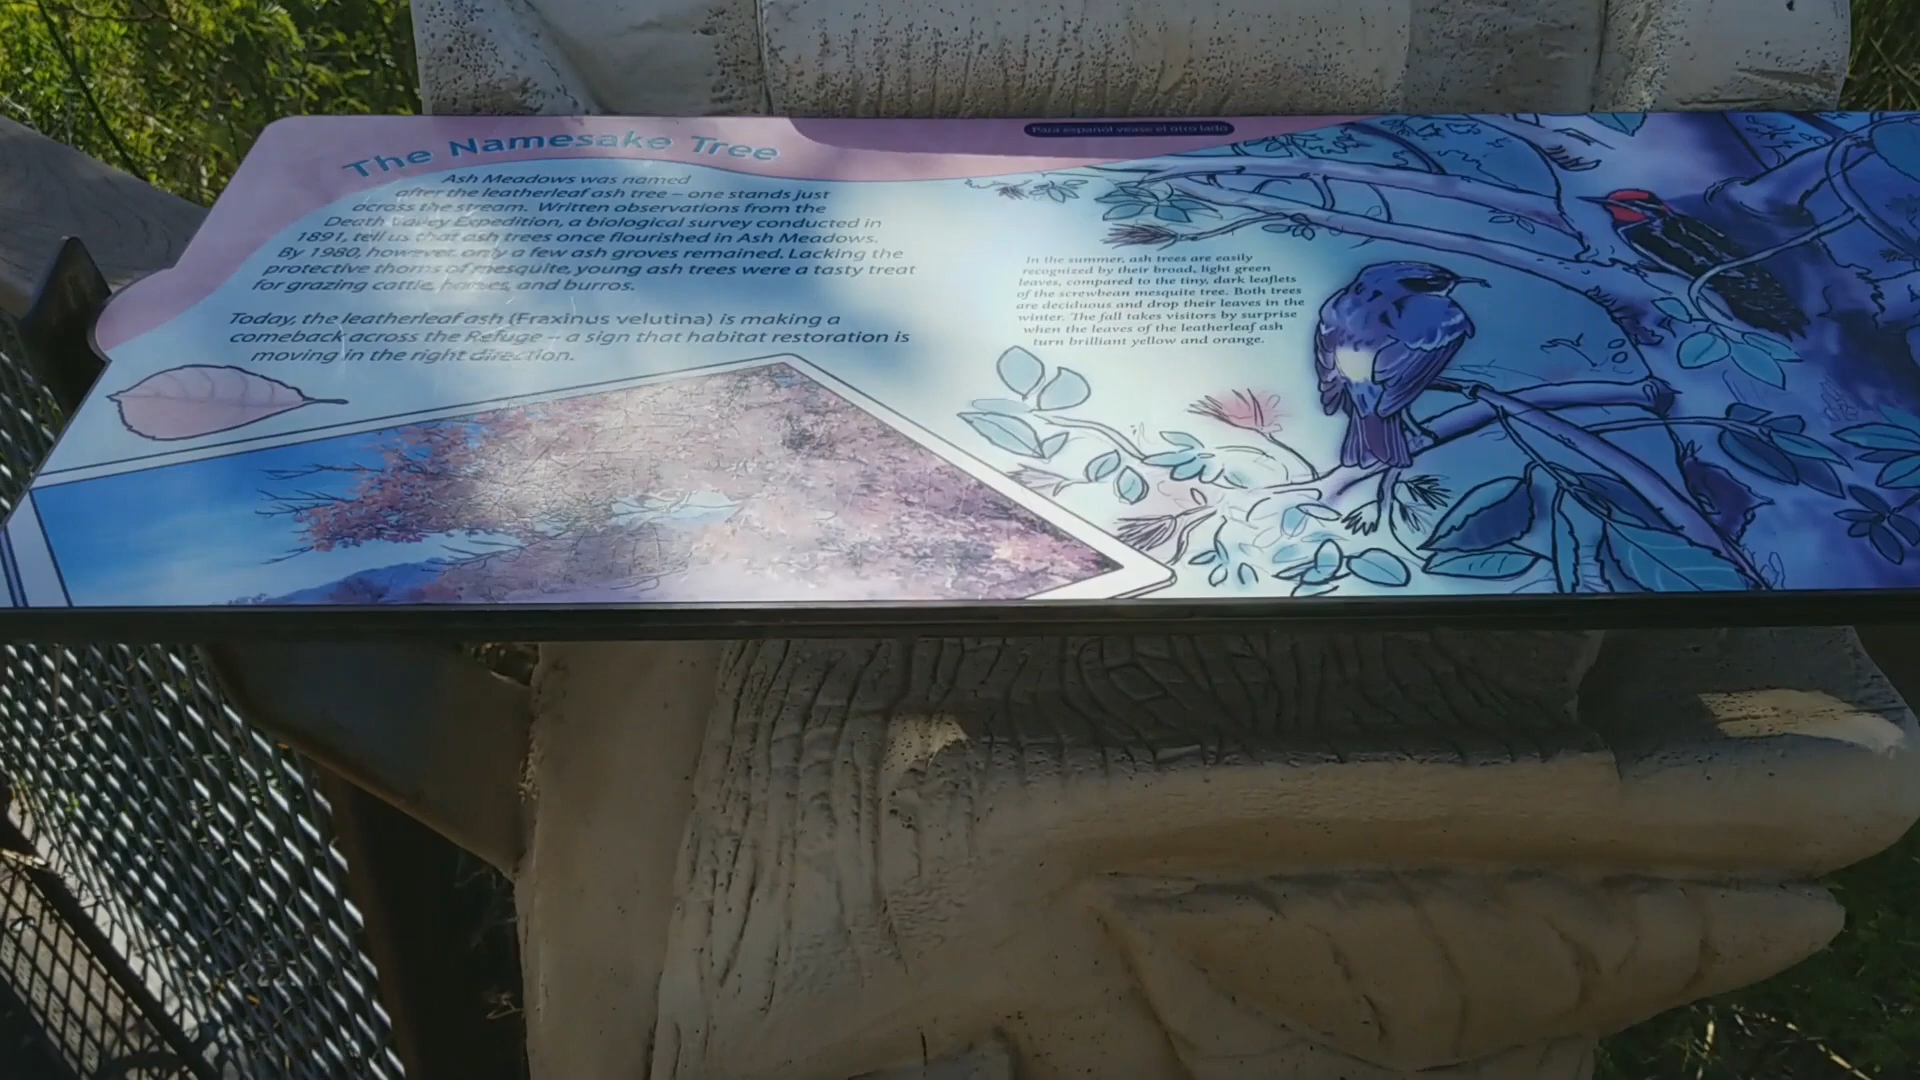 The Namesake Tree
Para español vease el otro lado
Ash Meadows was named
after the leatherleaf ash tree – one stands just
across the stream. Written observations from the
Death Valley Expedition, a biological survey conducted in
1891, tell us that ash trees once flourished in Ash Meadows.
By 1980, however, only a few ash groves remained. Lacking the
protective thorns of mesquite, young ash trees were a tasty treat
for grazing cattle, horses, and burros.
Today, the leatherleaf ash (Fraxinus velutina) is making a
comeback across the Refuge – a sign that habitat restoration is
moving in the right direction.
In the summer, ash trees are easily
recognized by their broad, light green
leaves, compared to the tiny, dark leaflets
of the screwbean mesquite tree. Both trees
are deciduous and drop their leaves in the
winter. The fall takes visitors by surprise
when the leaves of the leatherleaf ash
turn brilliant yellow and orange.